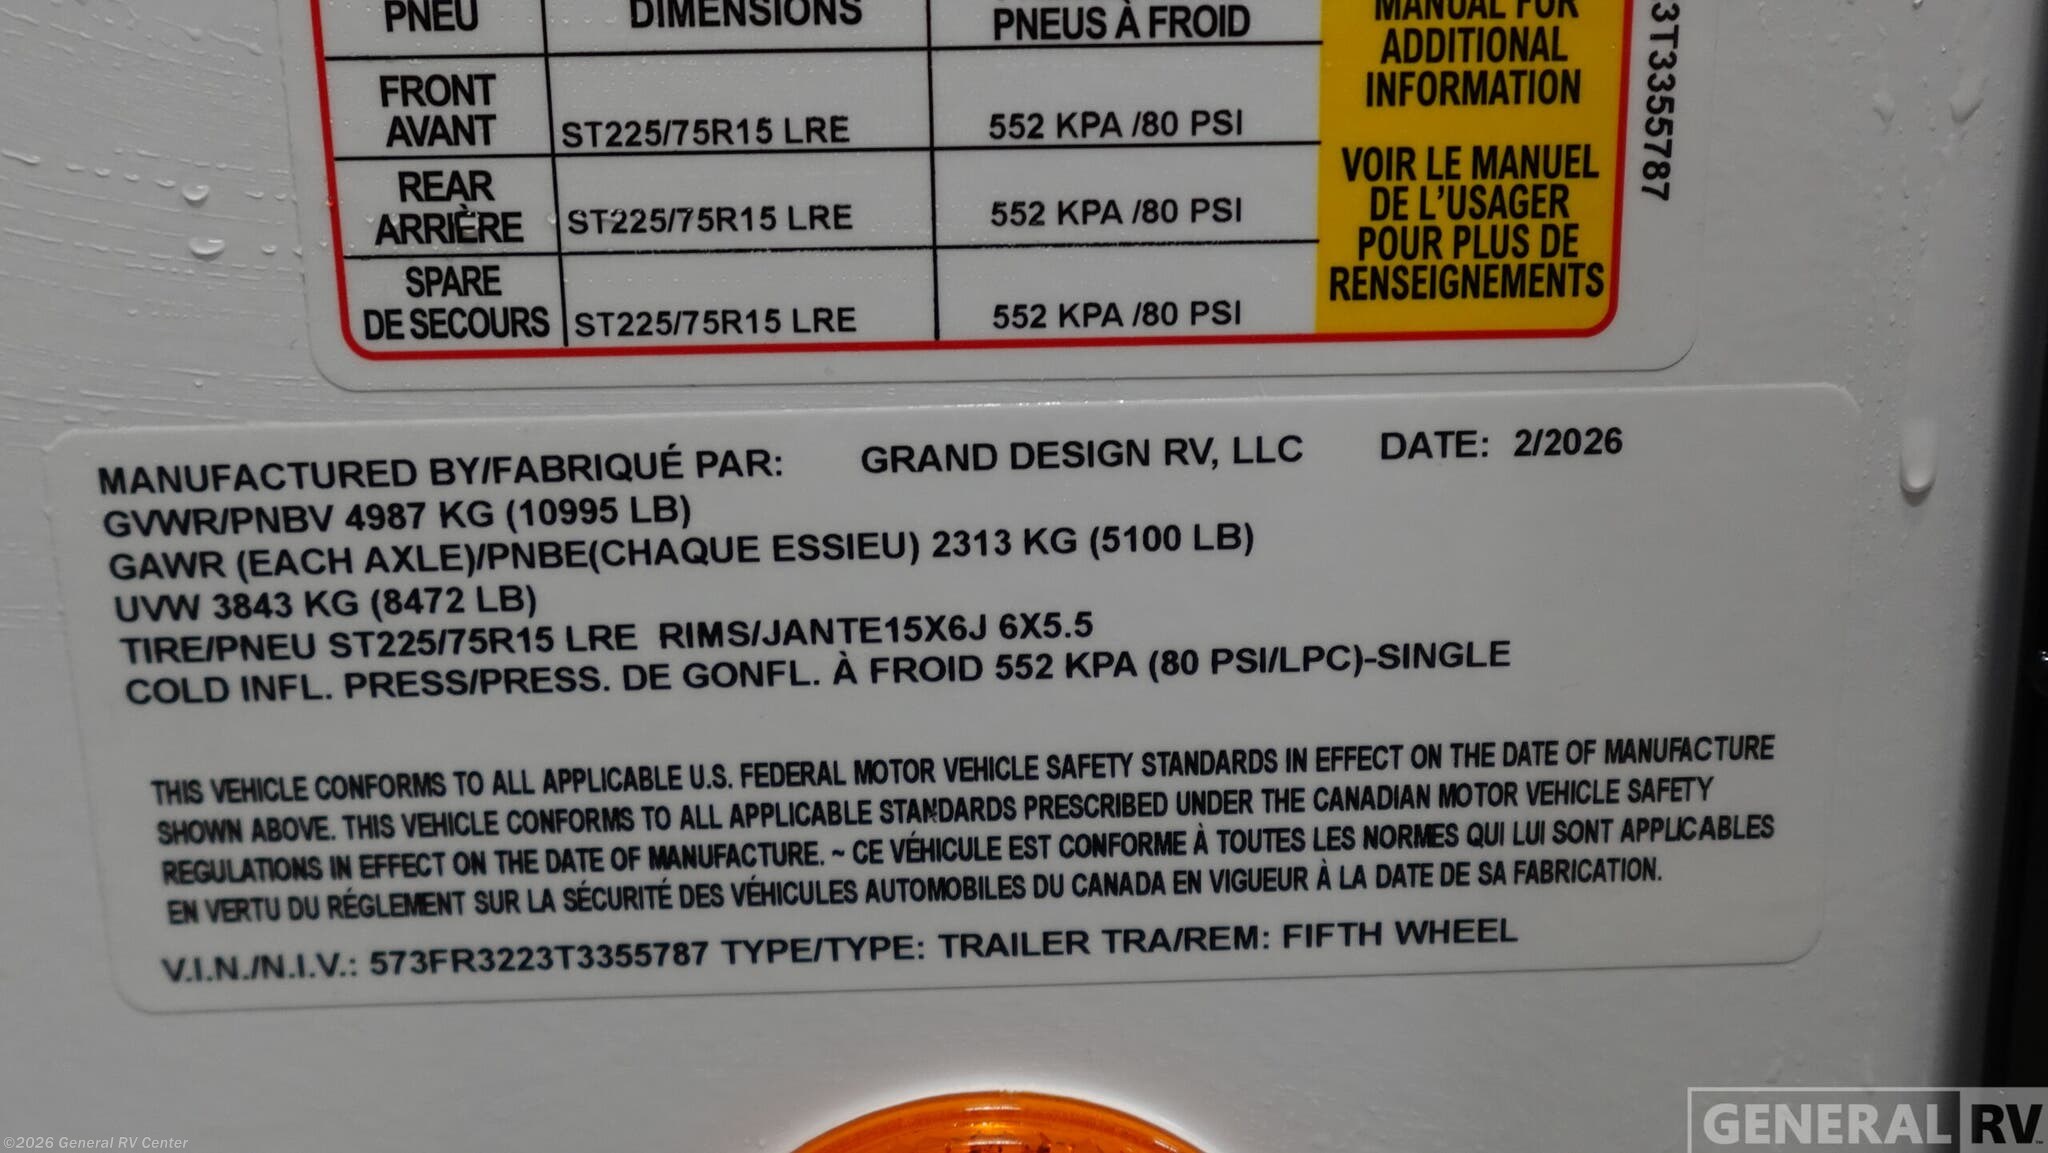 PNEU DIMENSIONS PNEUS À FROID
FRONT
AVANT ST225/75R15 LRE 552 KPA /80 PSI
REAR
ARRIÈRE ST225/75R15 LRE 552 KPA /80 PSI
SPARE
DE SECOURS ST225/75R15 LRE 552 KPA /80 PSI
MANUAL FOR
ADDITIONAL
INFORMATION
VOIR LE MANUEL
DE L'USAGER
POUR PLUS DE
RENSEIGNEMENTS
3T3355787
MANUFACTURED BY/FABRIQUÉ PAR: GRAND DESIGN RV, LLC DATE: 2/2026
GVWR/PNBV 4987 KG (10995 LB)
GAWR (EACH AXLE)/PNBE(CHAQUE ESSIEU) 2313 KG (5100 LB)
UVW 3843 KG (8472 LB)
TIRE/PNEU ST225/75R15 LRE RIMS/JANTE15X6J 6X5.5
COLD INFL. PRESS/PRESS. DE GONFL. À FROID 552 KPA (80 PSI/LPC)-SINGLE
THIS VEHICLE CONFORMS TO ALL APPLICABLE U.S. FEDERAL MOTOR VEHICLE SAFETY STANDARDS IN EFFECT ON THE DATE OF MANUFACTURE
SHOWN ABOVE. THIS VEHICLE CONFORMS TO ALL APPLICABLE STANDARDS PRESCRIBED UNDER THE CANADIAN MOTOR VEHICLE SAFETY
REGULATIONS IN EFFECT ON THE DATE OF MANUFACTURE. ~ CE VÉHICULE EST CONFORME À TOUTES LES NORMES QUI LUI SONT APPLICABLES
EN VERTU DU RÉGLEMENT SUR LA SÉCURITÉ DES VÉHICULES AUTOMOBILES DU CANADA EN VIGUEUR À LA DATE DE SA FABRICATION.
V.I.N./N.I.V.: 573FR3223T3355787 TYPE/TYPE: TRAILER TRA/REM: FIFTH WHEEL
©2026 General RV Center
GENERAL RV